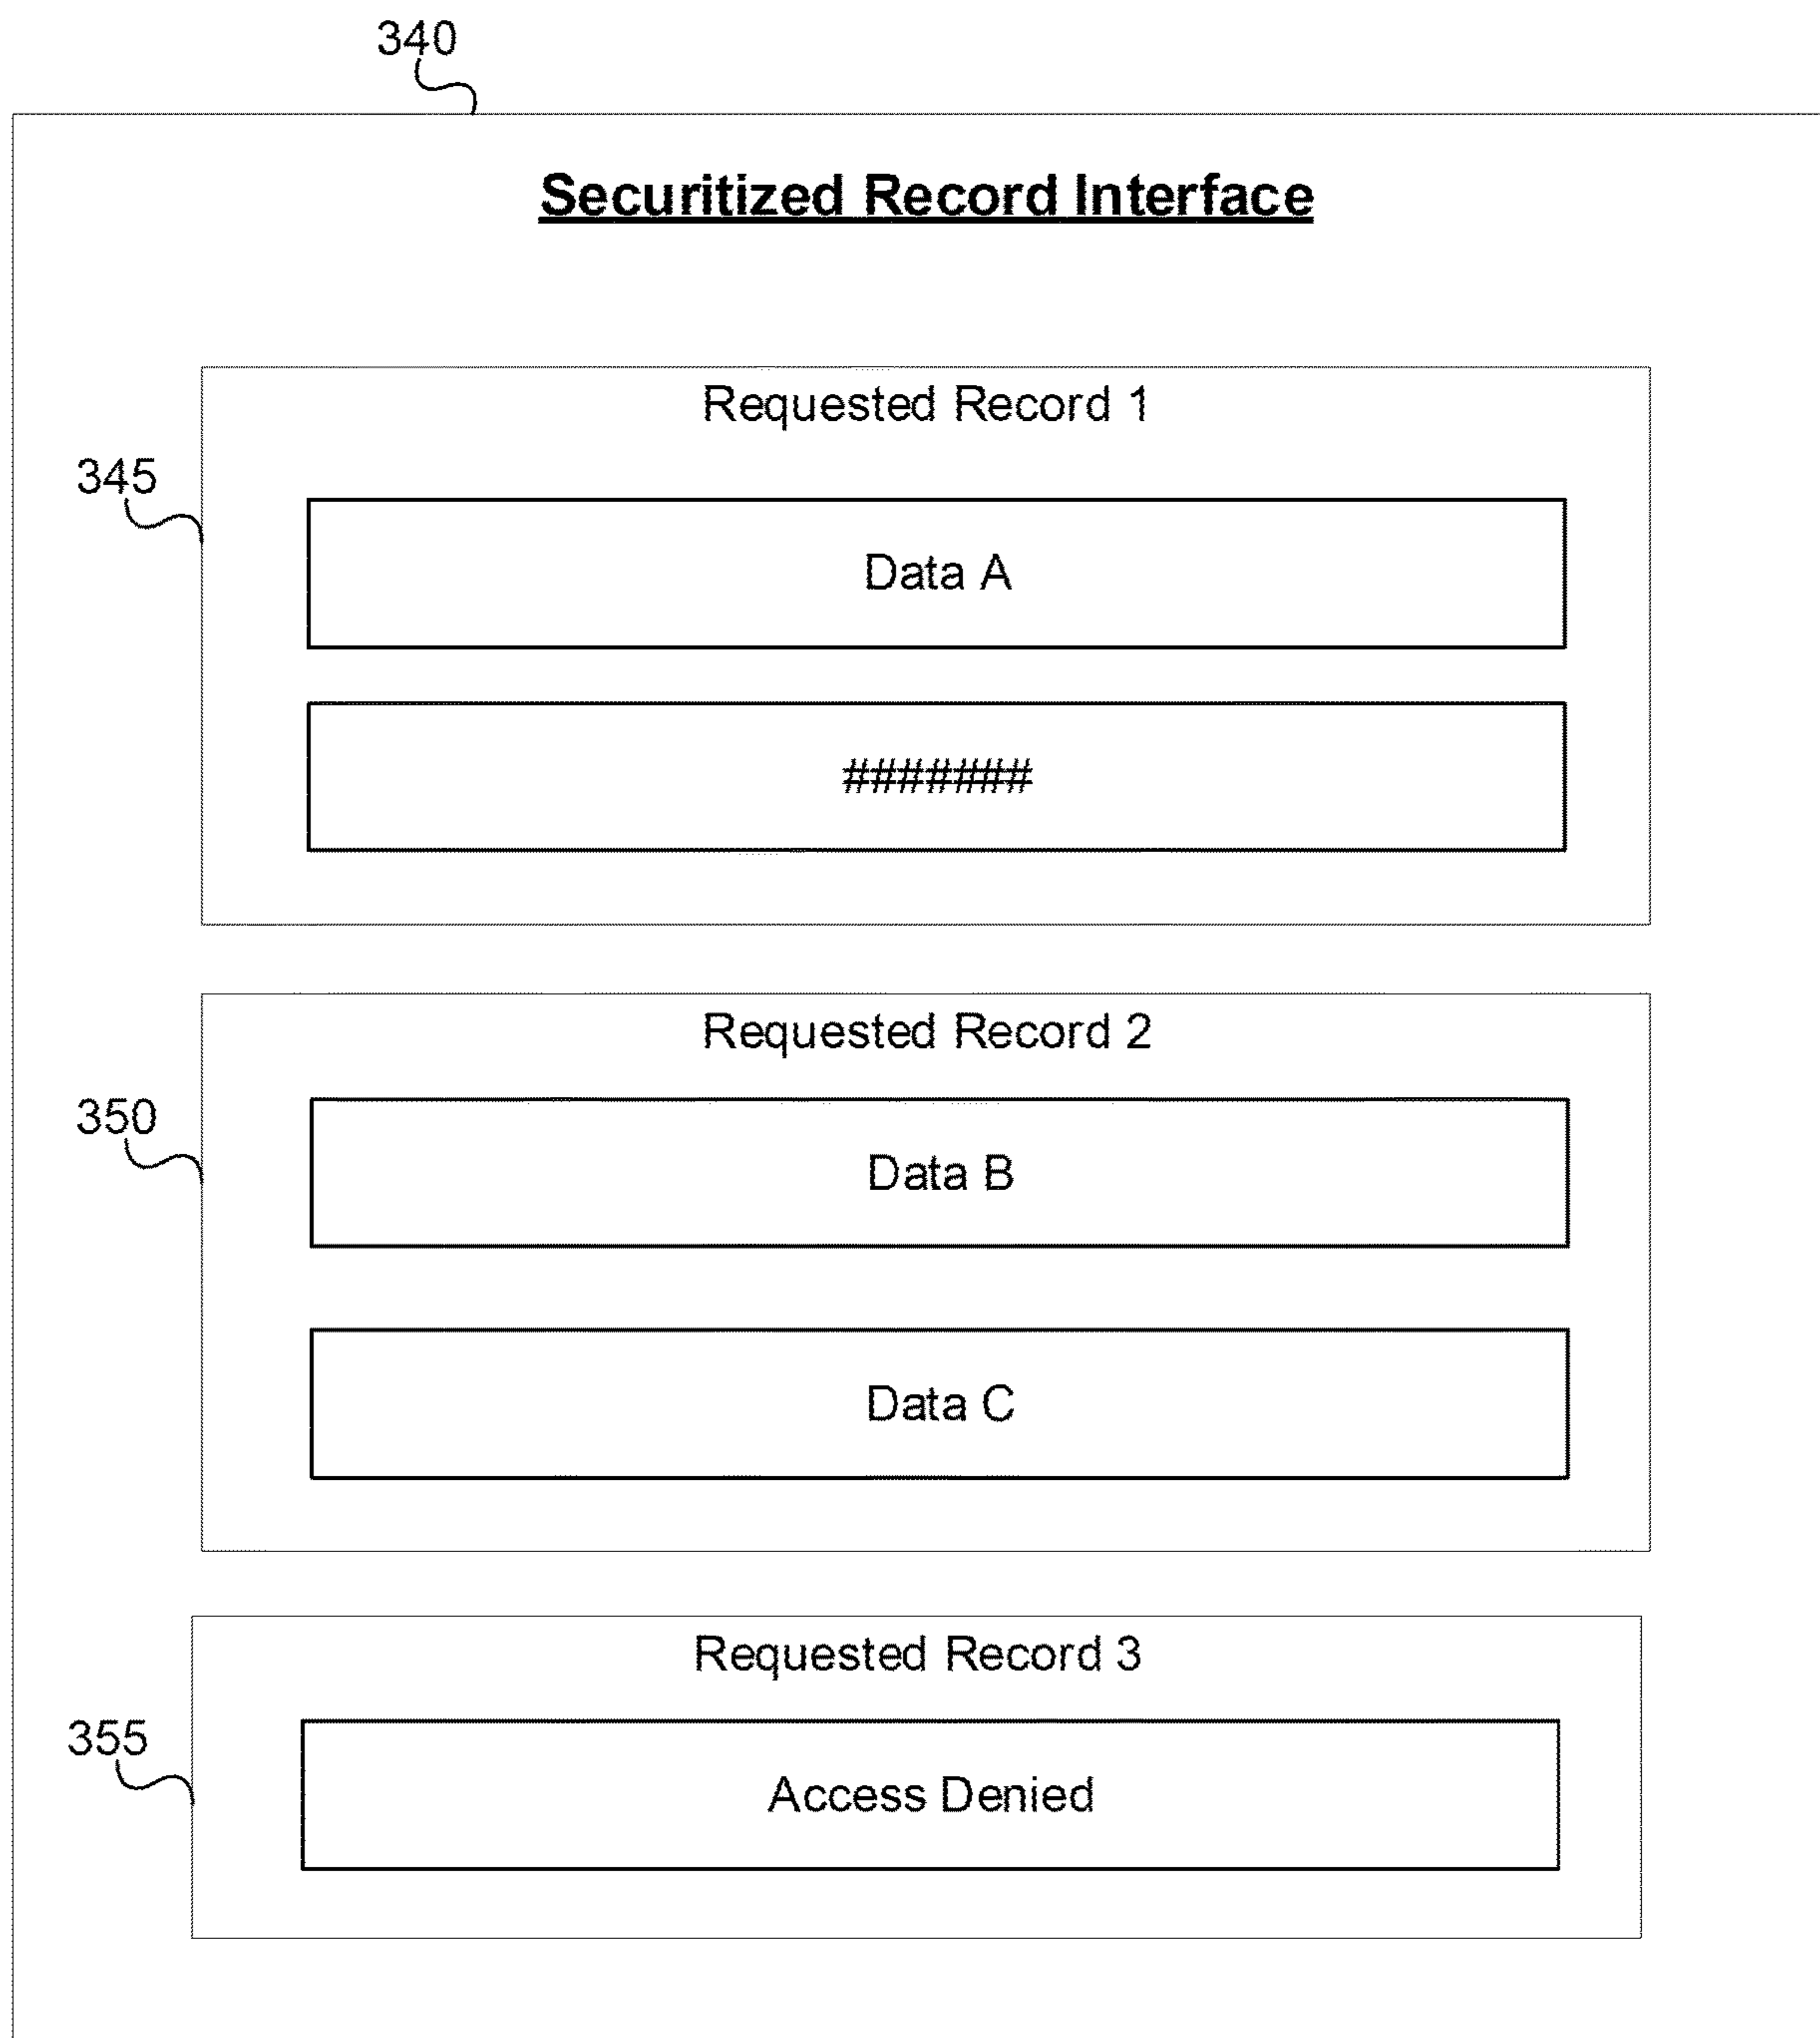 340
Securitized Record Interface
Requested Record 1
345
Data A
#######
Requested Record 2
350
Data B
Data C
Requested Record 3
355
Access Denied